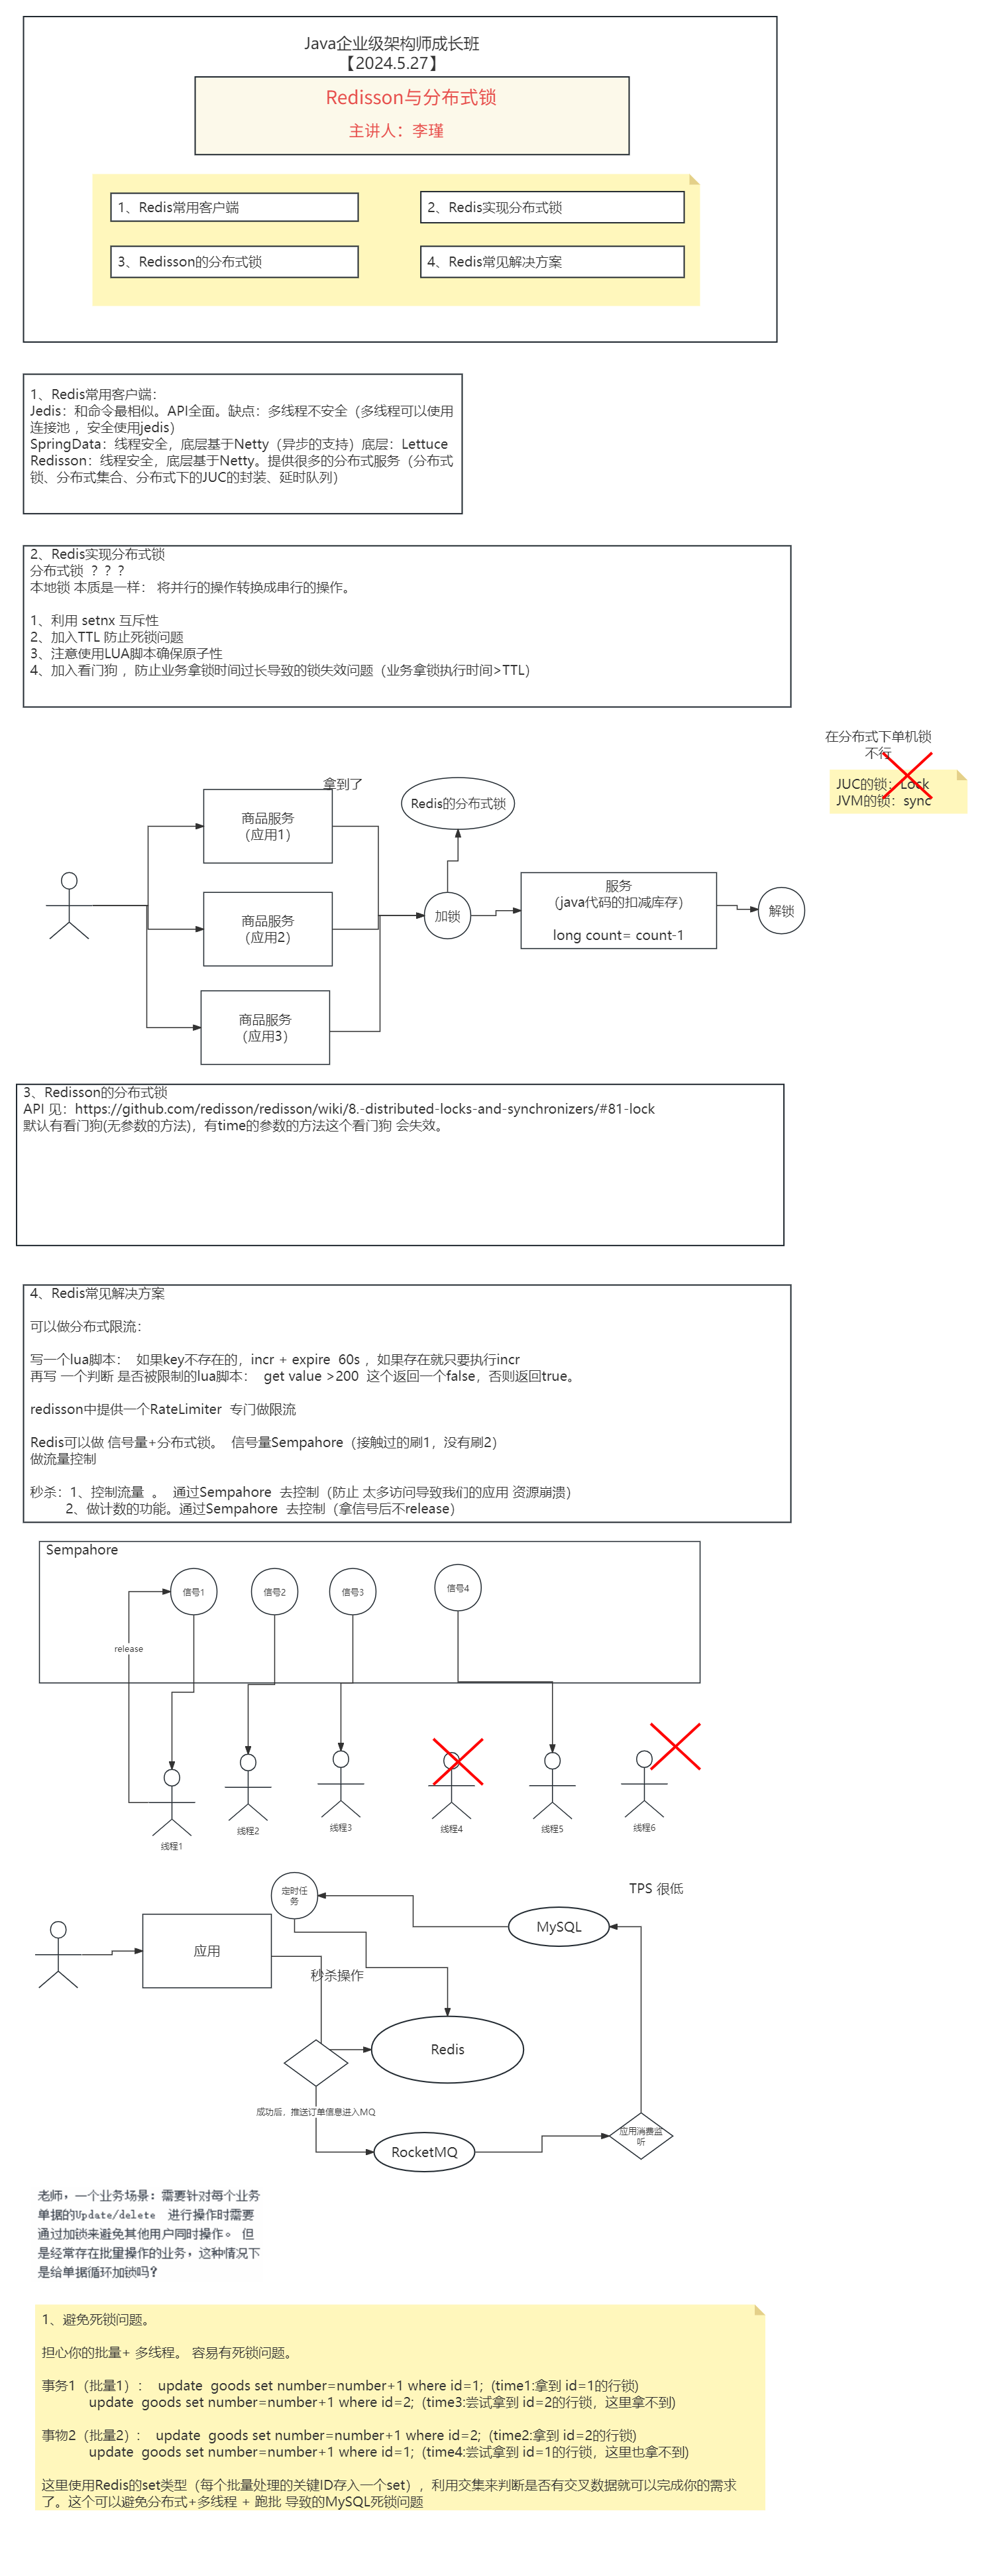 Java企业级架构师成长班
【2024.5.27】
Redisson与分布式锁
主讲人：李瑾
1、Redis常用客户端
2、Redis实现分布式锁
3、Redisson的分布式锁
4、Redis常见解决方案
1、Redis常用客户端：
Jedis：和命令最相似。API全面。缺点：多线程不安全（多线程可以使用
连接池 ，安全使用jedis）
SpringData：线程安全，底层基于Netty（异步的支持）底层：Lettuce
Redisson：线程安全，底层基于Netty。提供很多的分布式服务（分布式
锁、分布式集合、分布式下的JUC的封装、延时队列）
2、Redis实现分布式锁
分布式锁 ？？？
本地锁 本质是一样： 将并行的操作转换成串行的操作。
1、利用 setnx 互斥性
2、加入TTL 防止死锁问题
3、注意使用LUA脚本确保原子性
4、加入看门狗 ，防止业务拿锁时间过长导致的锁失效问题（业务拿锁执行时间>TTL）
在分布式下单机锁
不行
JUC的锁：Lock
JVM的锁：sync
拿到了
商品服务
（应用1）
Redis的分布式锁
商品服务
（应用2）
加锁
服务
（java代码的扣减库存）
long count= count-1
解锁
商品服务
（应用3）
3、Redisson的分布式锁
API 见：https://github.com/redisson/redisson/wiki/8.-distributed-locks-and-synchronizers/#81-lock
默认有看门狗(无参数的方法)，有time的参数的方法这个看门狗 会失效。
4、Redis常见解决方案
可以做分布式限流：
写一个lua脚本： 如果key不存在的，incr + expire 60s ，如果存在就只要执行incr
再写 一个判断 是否被限制的lua脚本： get value >200 这个返回一个false，否则返回true。
redisson中提供一个RateLimiter 专门做限流
Redis可以做 信号量+分布式锁。 信号量Sempahore（接触过的刷1，没有刷2）
做流量控制
秒杀：1、控制流量 。 通过Sempahore 去控制（防止 太多访问导致我们的应用 资源崩溃）
2、做计数的功能。通过Sempahore 去控制（拿信号后不release）
Sempahore
信号1
信号2
信号3
信号4
release
线程1
线程2
线程3
线程4
线程5
线程6
定时任
务
TPS 很低
MySQL
应用
秒杀操作
Redis
成功后，推送订单信息进入MQ
应用消费监
听
RocketMQ
老师，一个业务场景：需要针对每个业务
单据的Update/delete 进行操作时需要
通过加锁来避免其他用户同时操作。 但
是经常存在批量操作的业务，这种情况下
是给单据循环加锁吗?
1、避免死锁问题。
担心你的批量+ 多线程。 容易有死锁问题。
事务1（批量1）： update goods set number=number+1 where id=1; (time1:拿到 id=1的行锁)
update goods set number=number+1 where id=2; (time3:尝试拿到 id=2的行锁，这里拿不到)
事物2（批量2）： update goods set number=number+1 where id=2; (time2:拿到 id=2的行锁)
update goods set number=number+1 where id=1; (time4:尝试拿到 id=1的行锁，这里也拿不到)
这里使用Redis的set类型（每个批量处理的关键ID存入一个set），利用交集来判断是否有交叉数据就可以完成你的需求
了。这个可以避免分布式+多线程 + 跑批 导致的MySQL死锁问题